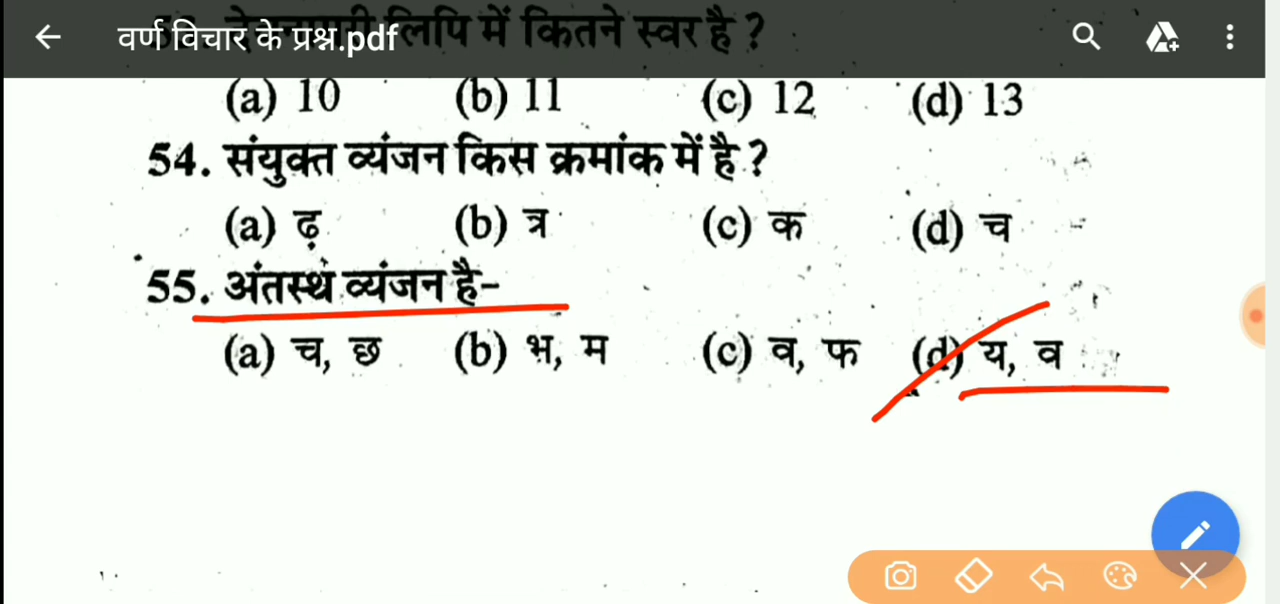 वर्ण विचार के प्रश्न.pdf
लिपि में कितने स्वर है ?
(a) 10 (b) 11 (c) 12 (d) 13
54. संयुक्त व्यंजन किस क्रमांक में है ?
(a) ढ़ (b) त्र (c) क (d) च
55. अंतस्थ व्यंजन है-
(a) च, छ (b) भ, म (c) व, फ (d) य, व